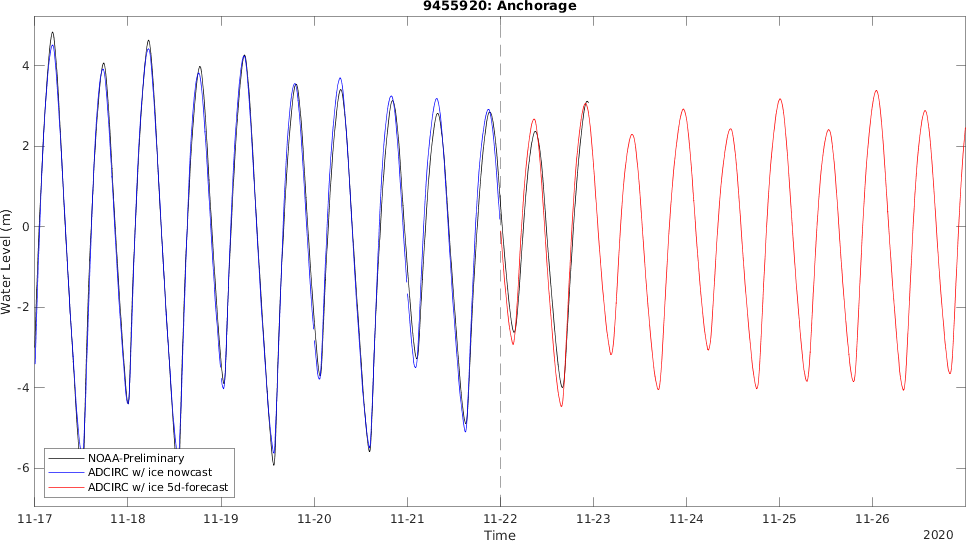 9455920: Anchorage
Water Level (m)
4
2
0
-2
-4
-6
NOAA-Preliminary
ADCIRC w/ ice nowcast
ADCIRC w/ ice 5d-forecast
11-17 11-18 11-19 11-20 11-21 11-22 11-23 11-24 11-25 11-26
Time
2020